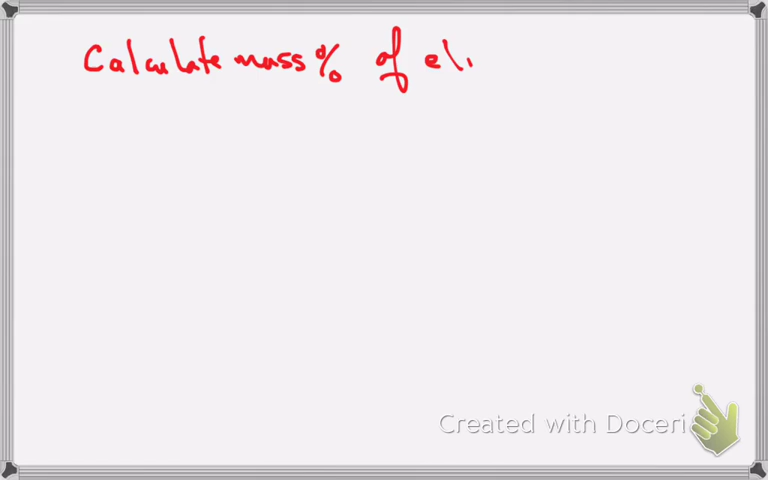 Calculate mass % of el
Created with Doceri